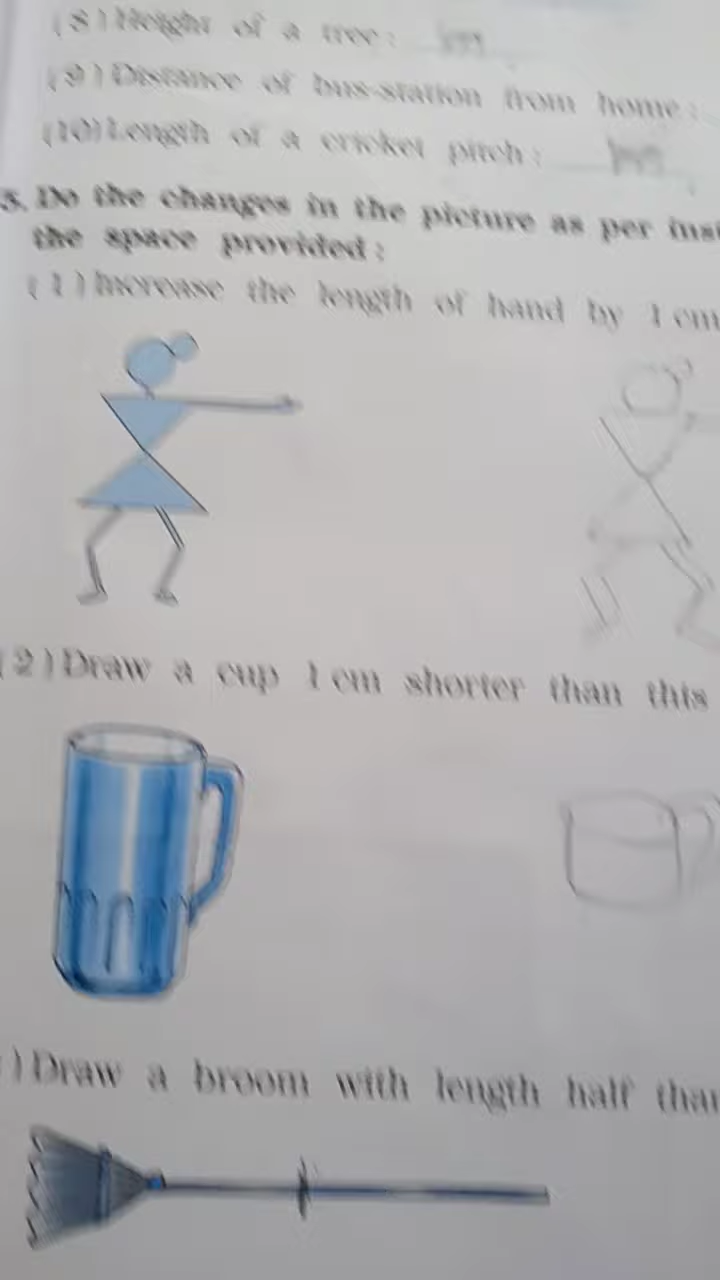 (8) Height of a tree : m
(9) Distance of bus-station from home :
(10) Length of a cricket pitch :
5. Do the changes in the picture as per
the space provided :
(1) Increase the length of hand by 1 cm
(2) Draw a cup 1 cm shorter than this
) Draw a broom with length half